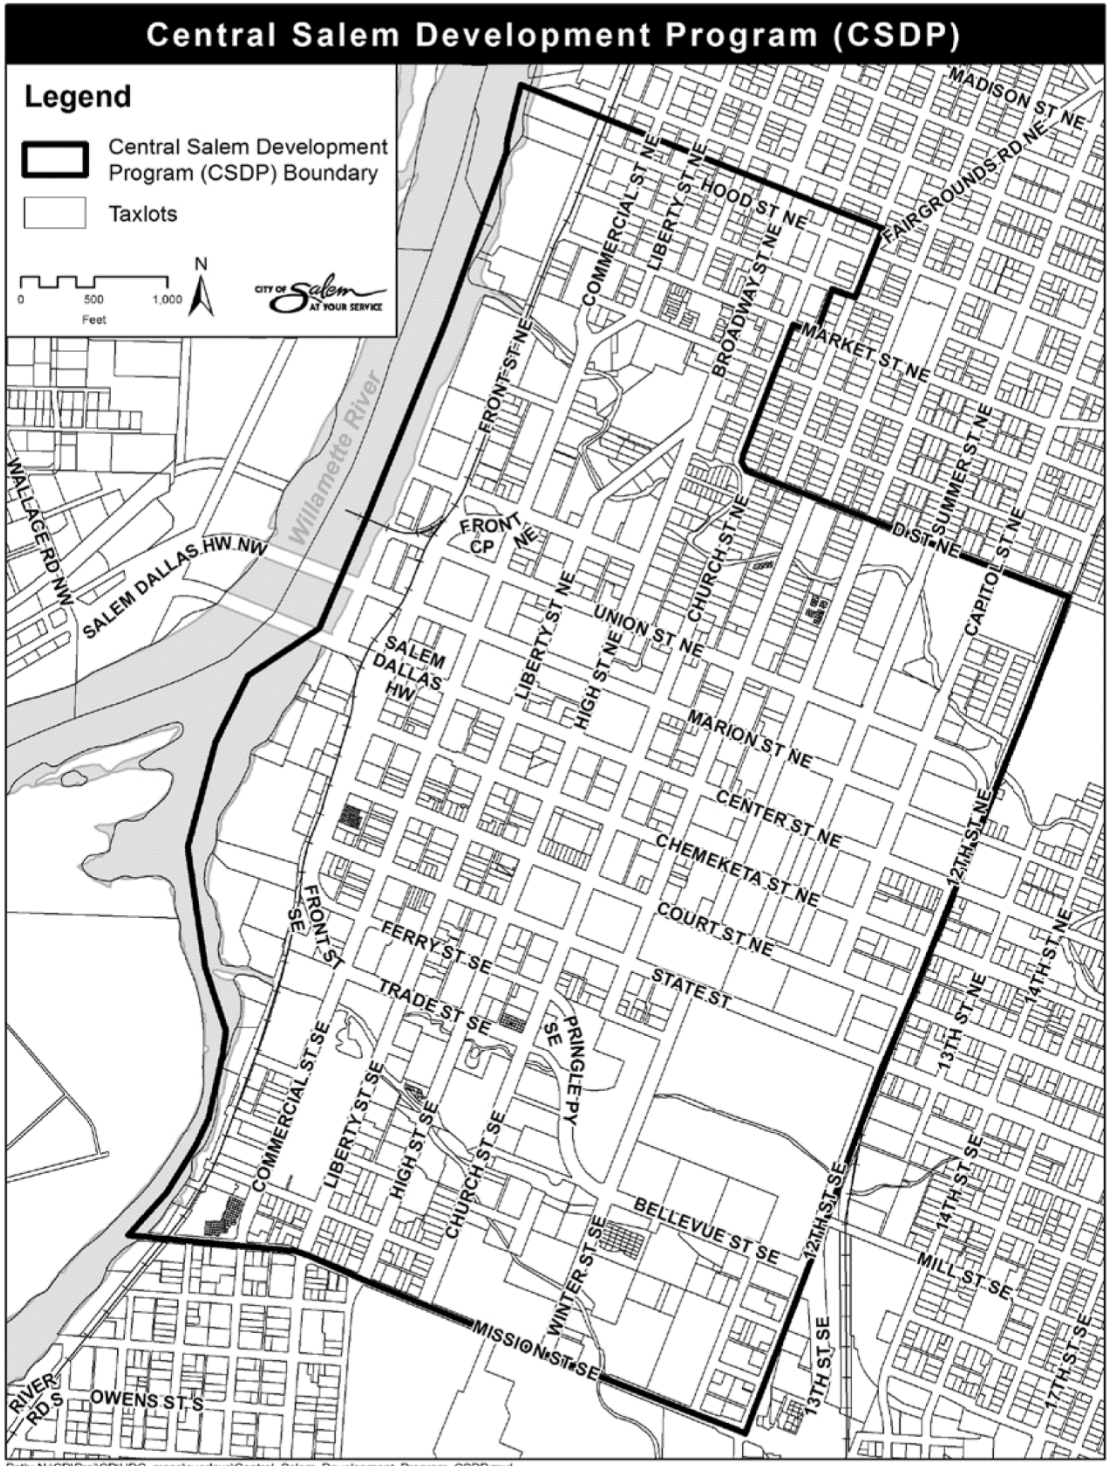 Central Salem Development Program (CSDP)
Legend
Central Salem Development
Program (CSDP) Boundary
Taxlots
N
0 500 1,000
Feet
CITY OF Salem
AT YOUR SERVICE
MADISON ST NE
FAIRGROUNDS RD NE
COMMERCIAL ST NE
LIBERTY ST NE
HOOD ST NE
BROADWAY ST NE
MARKET ST NE
FRONT ST NE
Willamette River
SUMMER ST NE
CAPITOL ST NE
D ST NE
WALLACE RD NW
SALEM DALLAS HW NW
FRONT
CP
NE
CHURCH ST NE
UNION ST NE
LIBERTY ST NE
HIGH ST NE
SALEM
DALLAS
HW
MARION ST NE
CENTER ST NE
CHEMEKETA ST NE
COURT ST NE
12TH ST NE
FRONT ST
SE
FERRY ST SE
STATE ST
TRADE ST SE
14TH ST NE
13TH ST NE
PRINGLE PY
SE
COMMERCIAL ST SE
LIBERTY ST SE
HIGH ST SE
CHURCH ST SE
BELLEVUE ST SE
WINTER ST SE
12TH ST SE
14TH ST SE
MILL ST SE
MISSION ST SE
13TH ST SE
17TH ST SE
RIVER
RD S
OWENS ST S